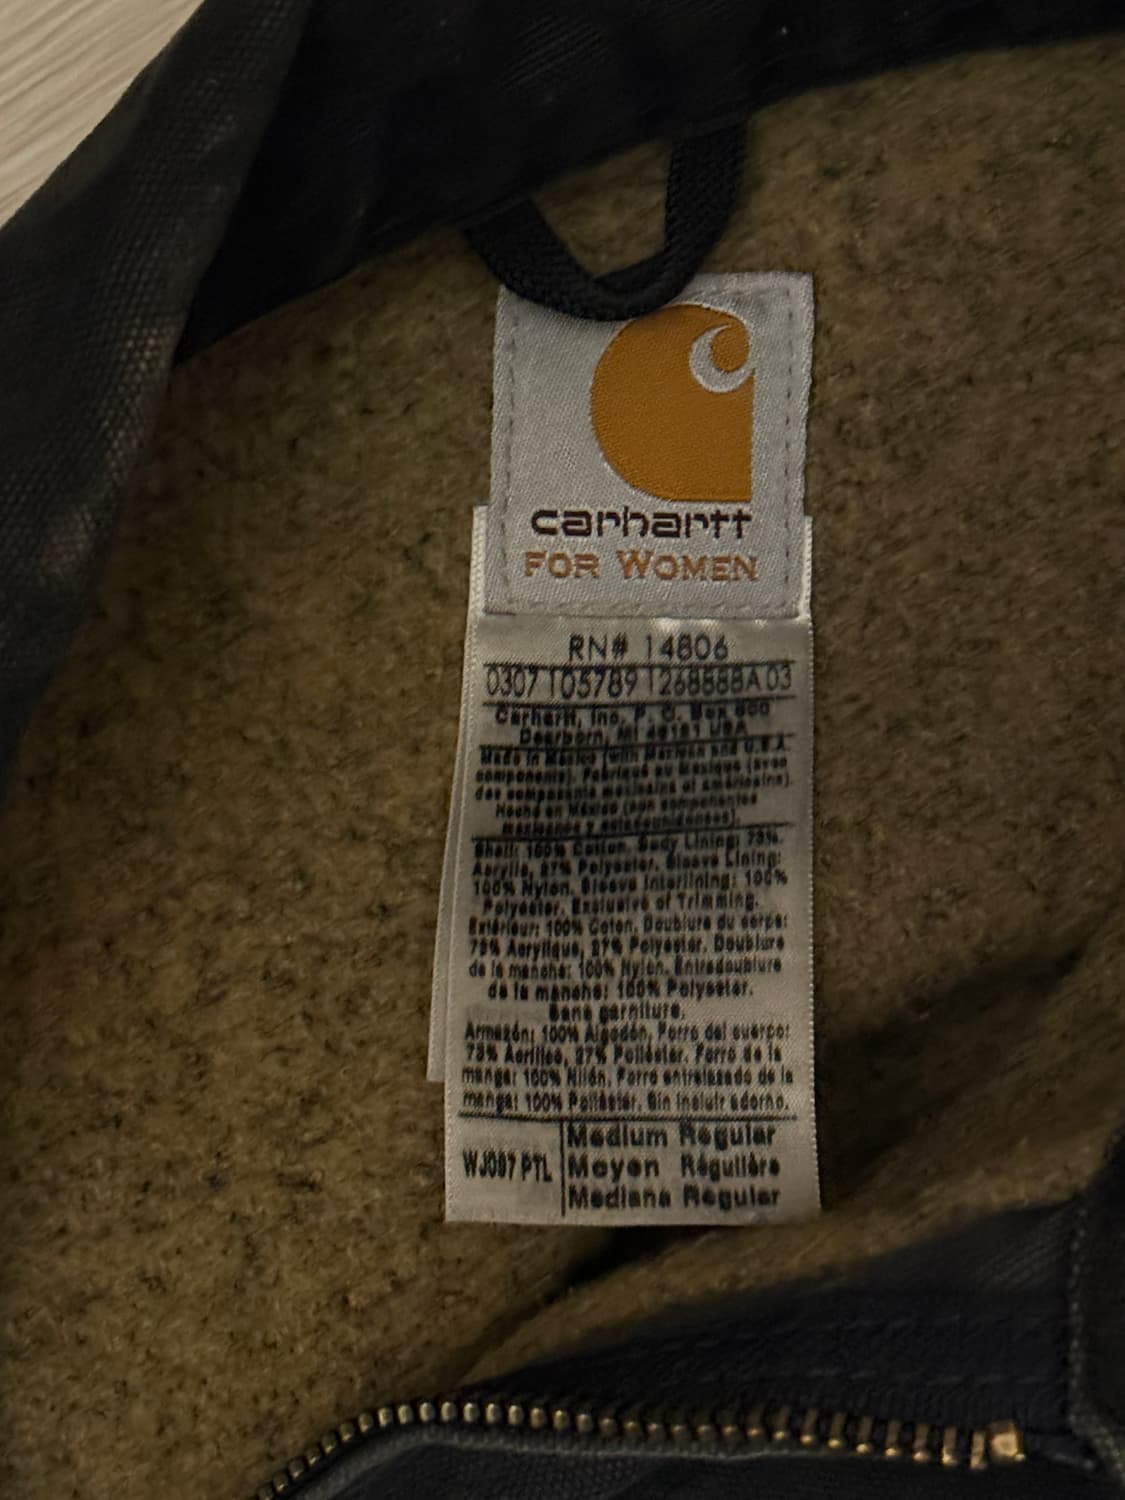 carhartt
FOR WOMEN
RN# 14806
0307 105789 1268888A03
Carhartt, Inc. P. O. Box 600
Dearborn, MI 48121 USA
Made in Mexico (with Mexican and U.S.A.
components). Fabriqué au Mexique (avec
des composants mexicains et américains).
Hecho en México (con componentes
mexicanos y estadounidenses).
Shell: 100% Cotton. Body Lining: 73%
Acrylic, 27% Polyester. Sleeve Lining:
100% Nylon. Sleeve Interlining: 100%
Polyester. Exclusive of Trimming.
Extérieur: 100% Coton. Doublure du corps:
73% Acrylique, 27% Polyester. Doublure
de la manche: 100% Nylon. Entredoublure
de la manche: 100% Polyester.
Sans garniture.
Armazón: 100% Algodón. Forro del cuerpo:
73% Acrílico, 27% Poliéster. Forro de la
manga: 100% Nilón. Forro entrelazado de la
manga: 100% Poliéster. Sin incluir adorno.
WJ097 PTL
Medium Regular
Moyen Régulière
Mediana Regular